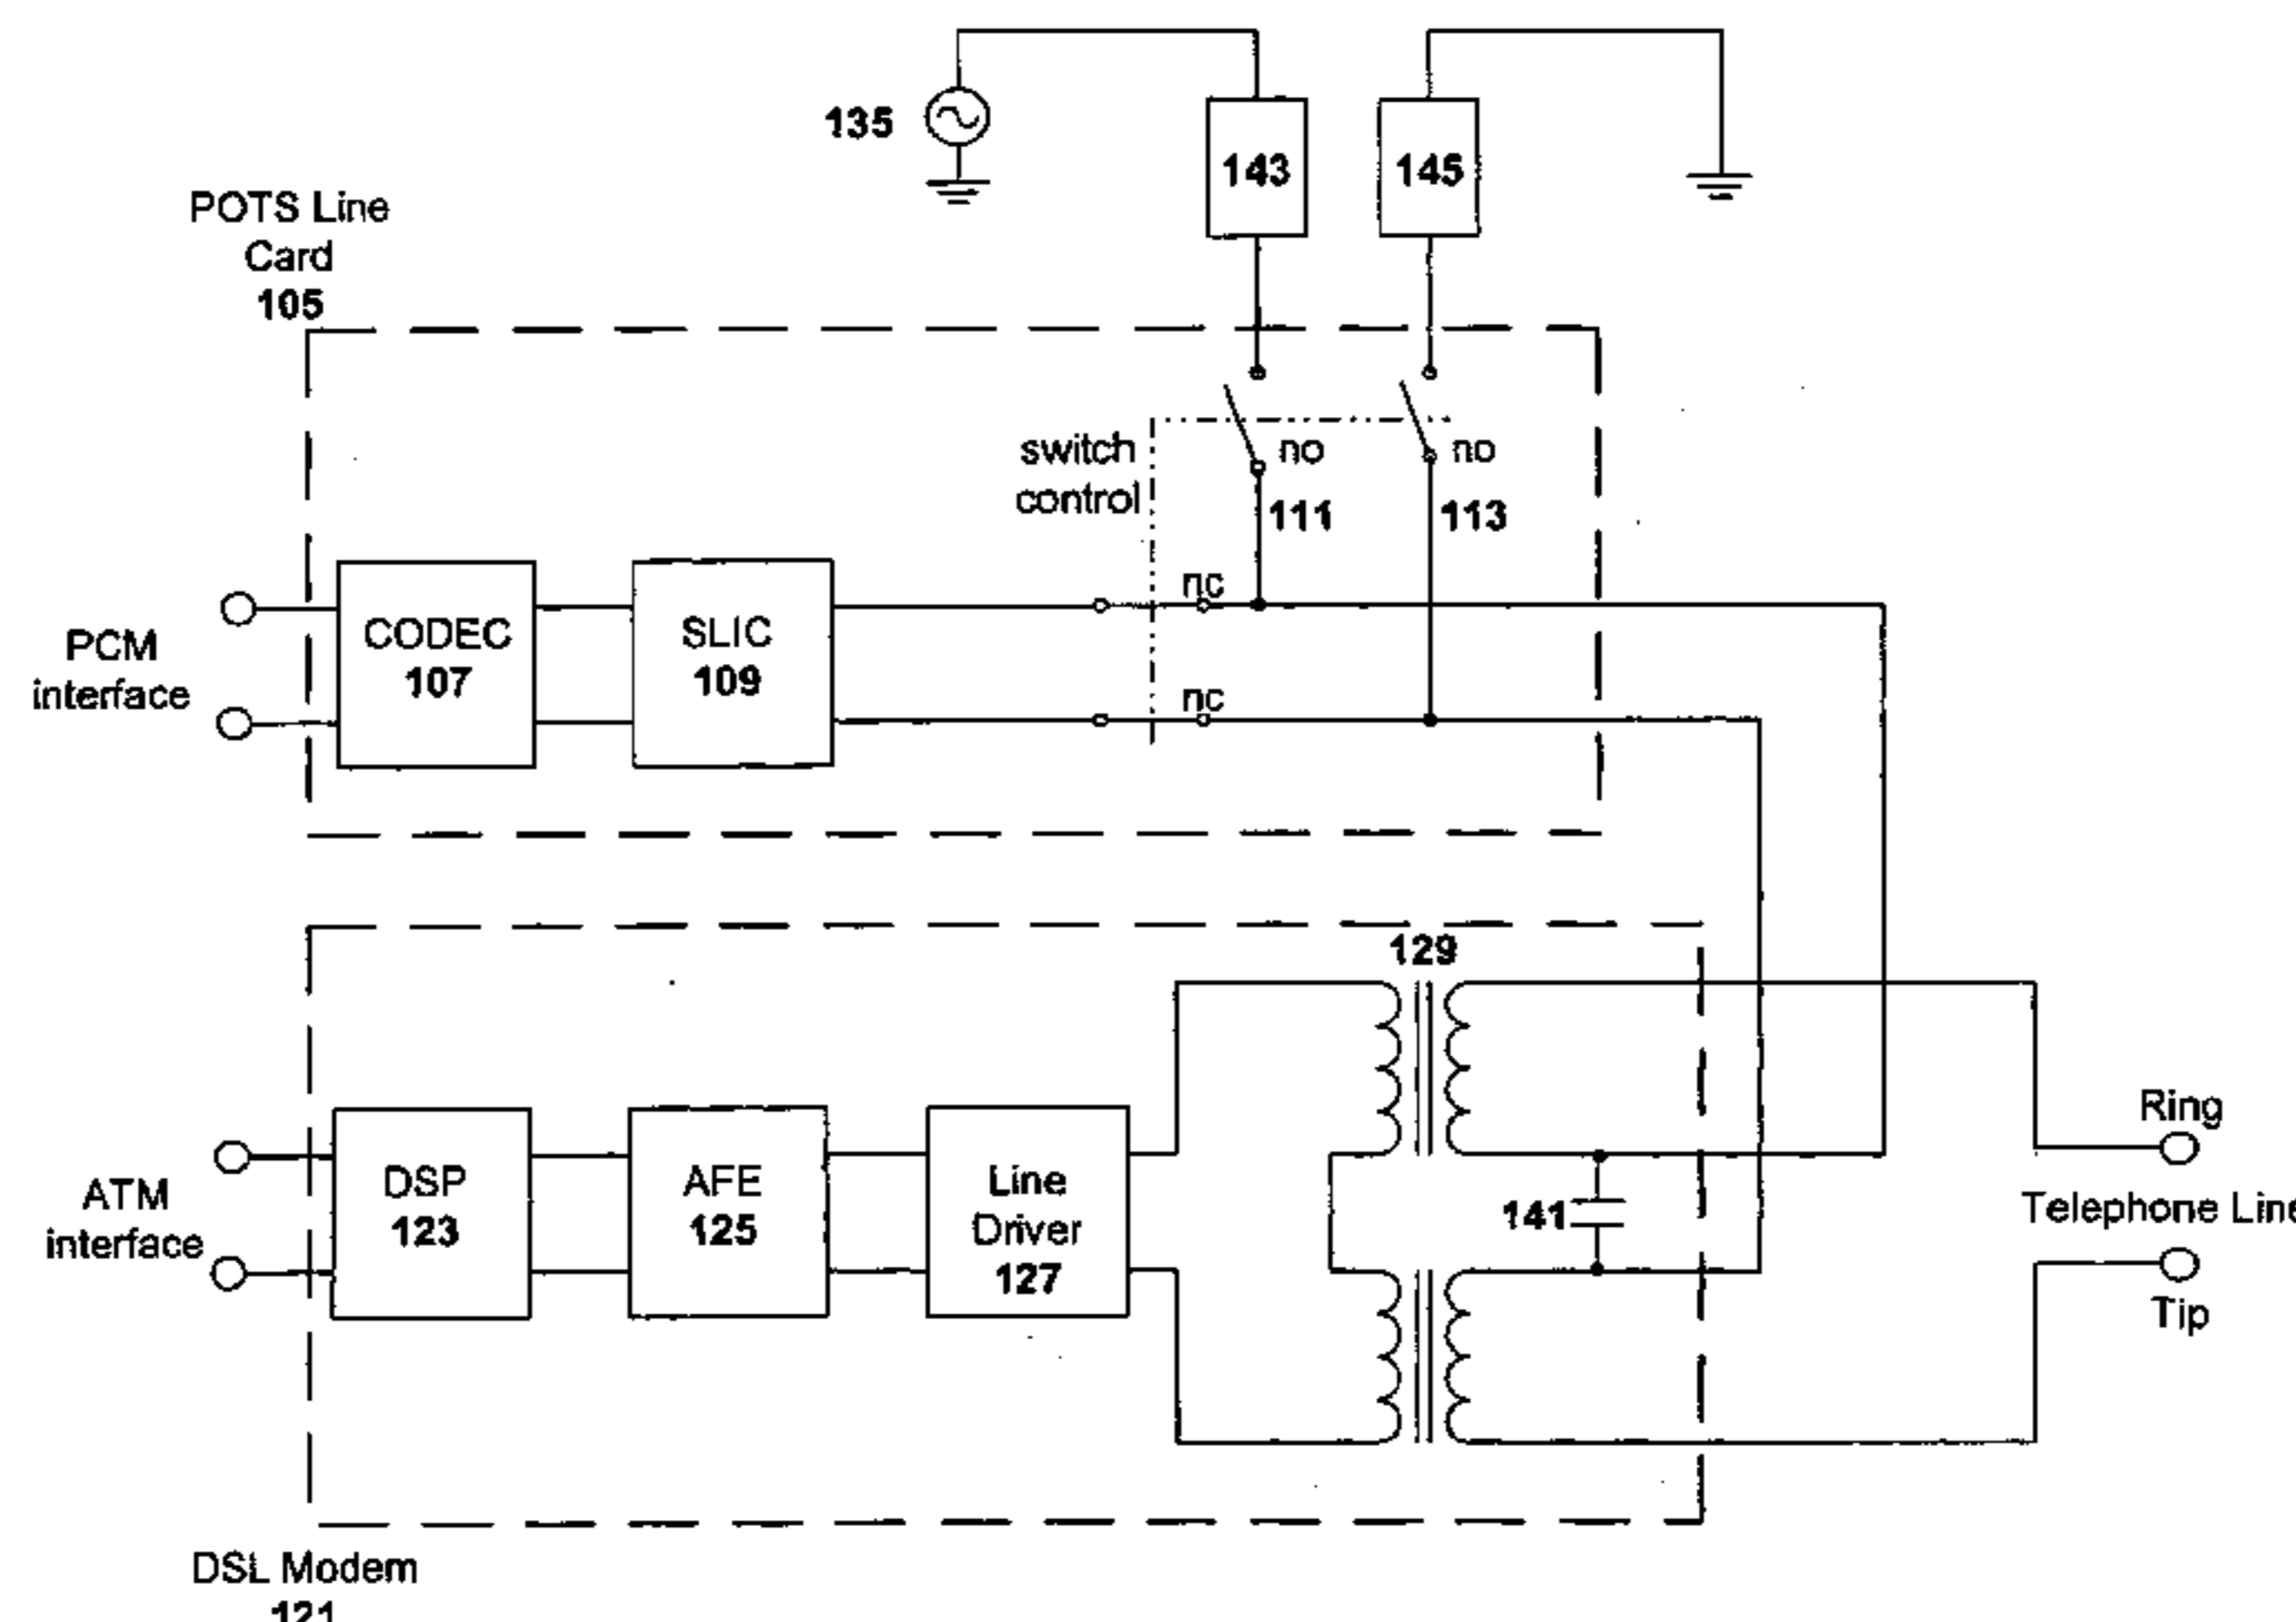 135
143
145
POTS Line
Card
105
switch
control
no
no
111
113
nc
nc
PCM
interface
CODEC
107
SLIC
109
129
ATM
interface
DSP
123
AFE
125
Line
Driver
127
141
Ring
Telephone Line
Tip
DSL Modem
121